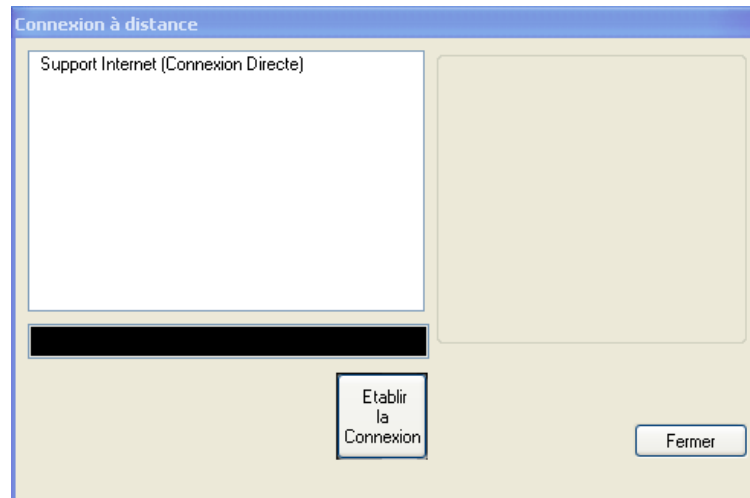 Connexion à distance
Support Internet (Connexion Directe)
Etablir
la
Connexion
Fermer